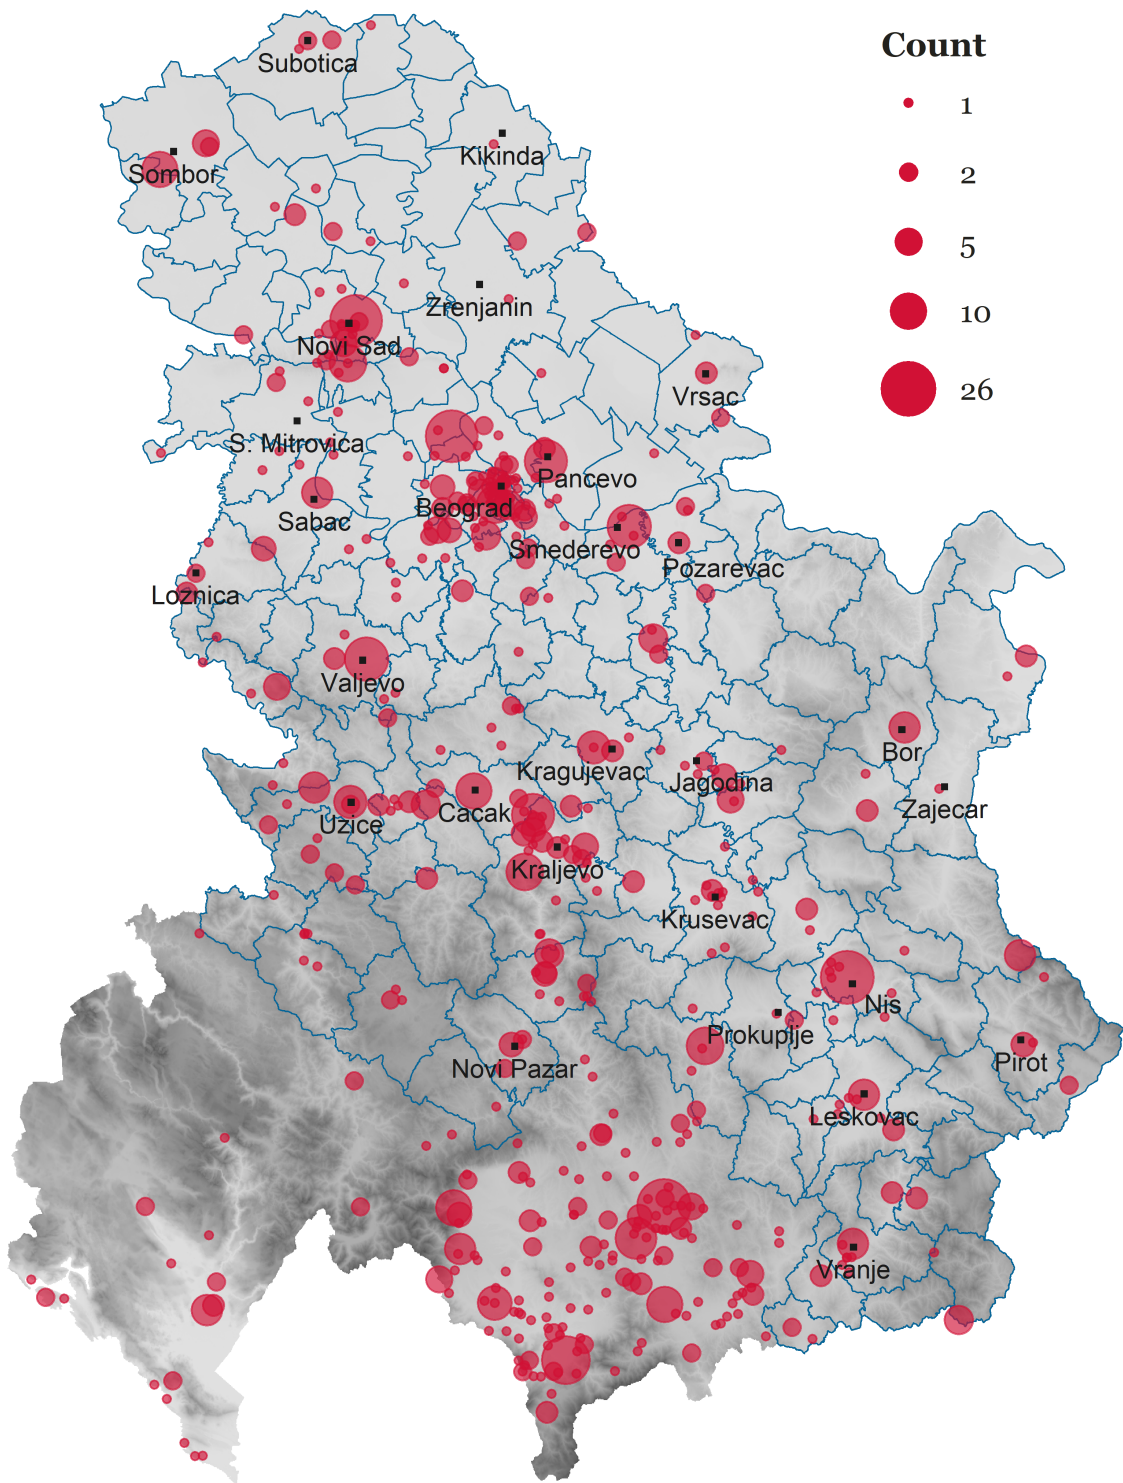 Count
1
2
5
10
26
Subotica
Sombor
Kikinda
Zrenjanin
Novi Sad
Vrsac
S. Mitrovica
Pancevo
Beograd
Sabac
Smederevo
Pozarevac
Loznica
Valjevo
Bor
Kragujevac
Jagodina
Zajecar
Cacak
Uzice
Kraljevo
Krusevac
Nis
Prokuplje
Pirot
Novi Pazar
Leskovac
Vranje